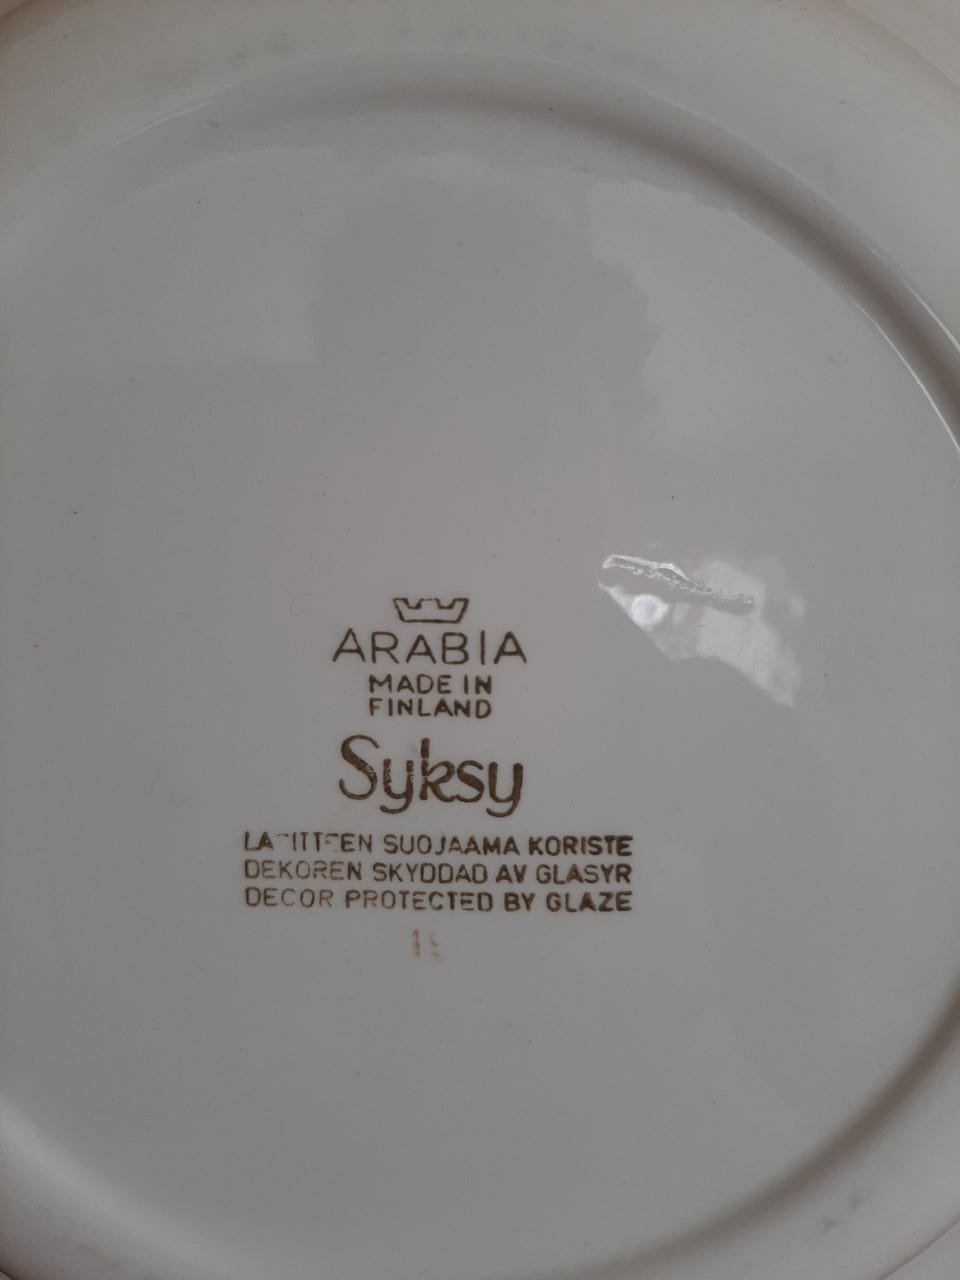 ARABIA
MADE IN
FINLAND
Syksy
SUOJAAMA KORISTE
DEKOREN SKYDDAD AV GLASYR
DECOR PROTECTED BY GLAZE